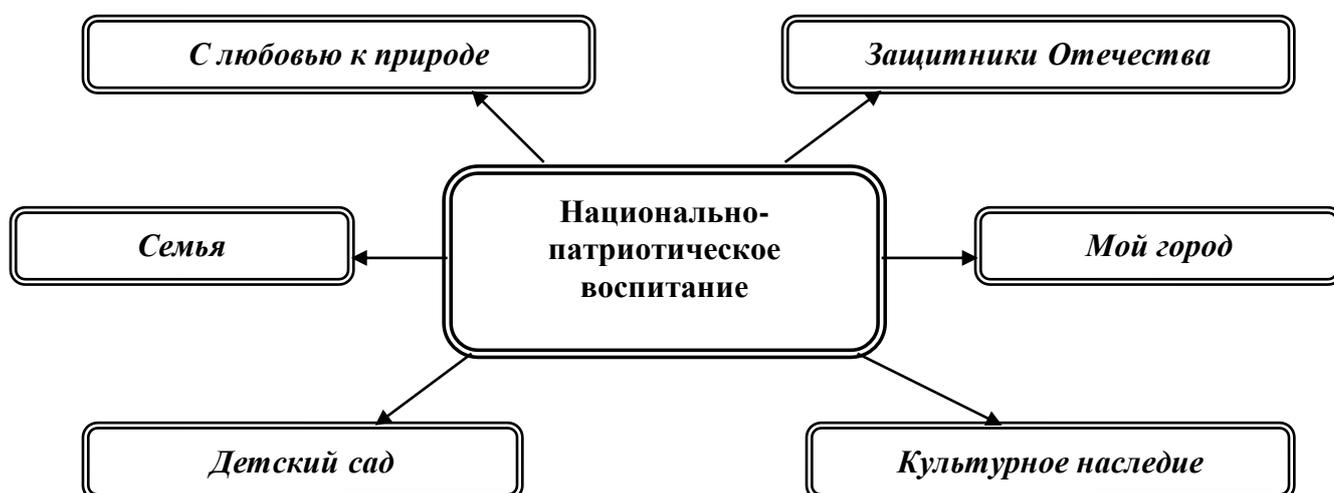 С любовью к природе
Защитники Отечества
Национально-
патриотическое
воспитание
Семья
Мой город
Детский сад
Культурное наследие